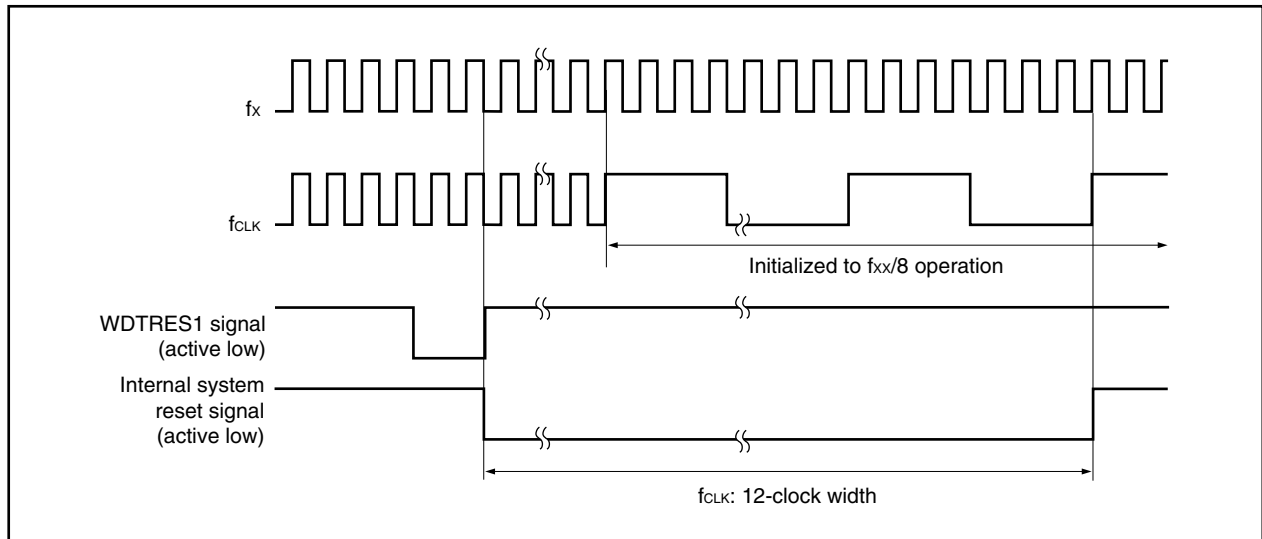 fX
fCLK
Initialized to fXX/8 operation
WDTRES1 signal
(active low)
Internal system
reset signal
(active low)
fCLK: 12-clock width